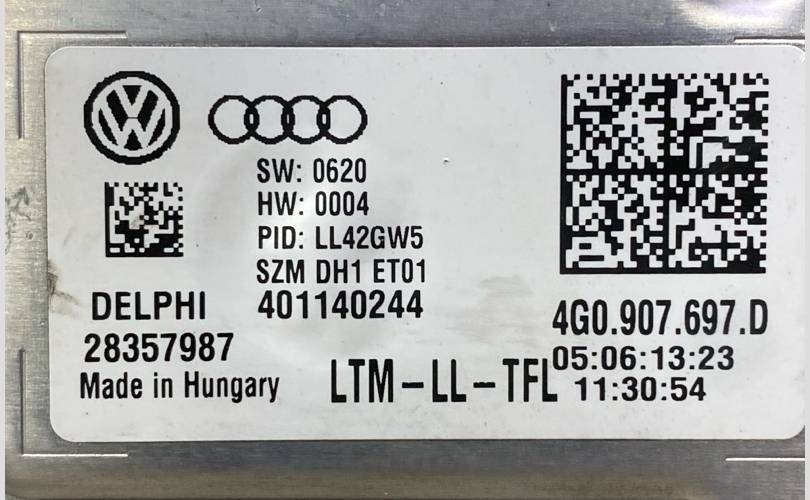 SW: 0620
HW: 0004
PID: LL42GW5
SZM DH1 ET01
DELPHI 401140244
28357987
Made in Hungary
LTM-LL-TFL
4G0.907.697.D
05:06:13:23
11:30:54